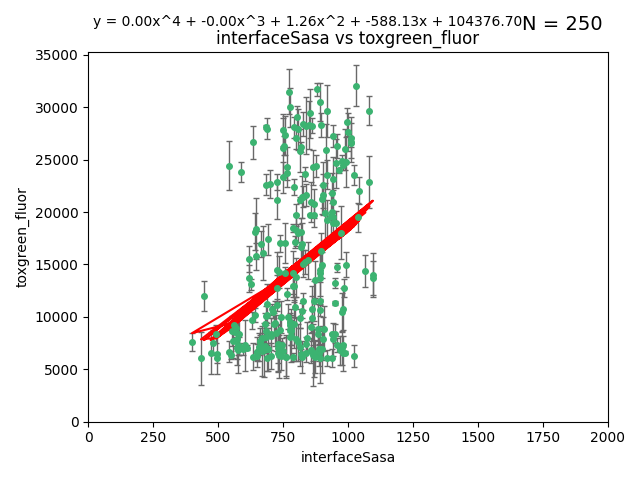 y = 0.00x^4 + -0.00x^3 + 1.26x^2 + -588.13x + 104376.70
N = 250
interfaceSasa vs toxgreen_fluor
35000
30000
25000
20000
15000
10000
5000
0
toxgreen_fluor
0 250 500 750 1000 1250 1500 1750 2000
interfaceSasa